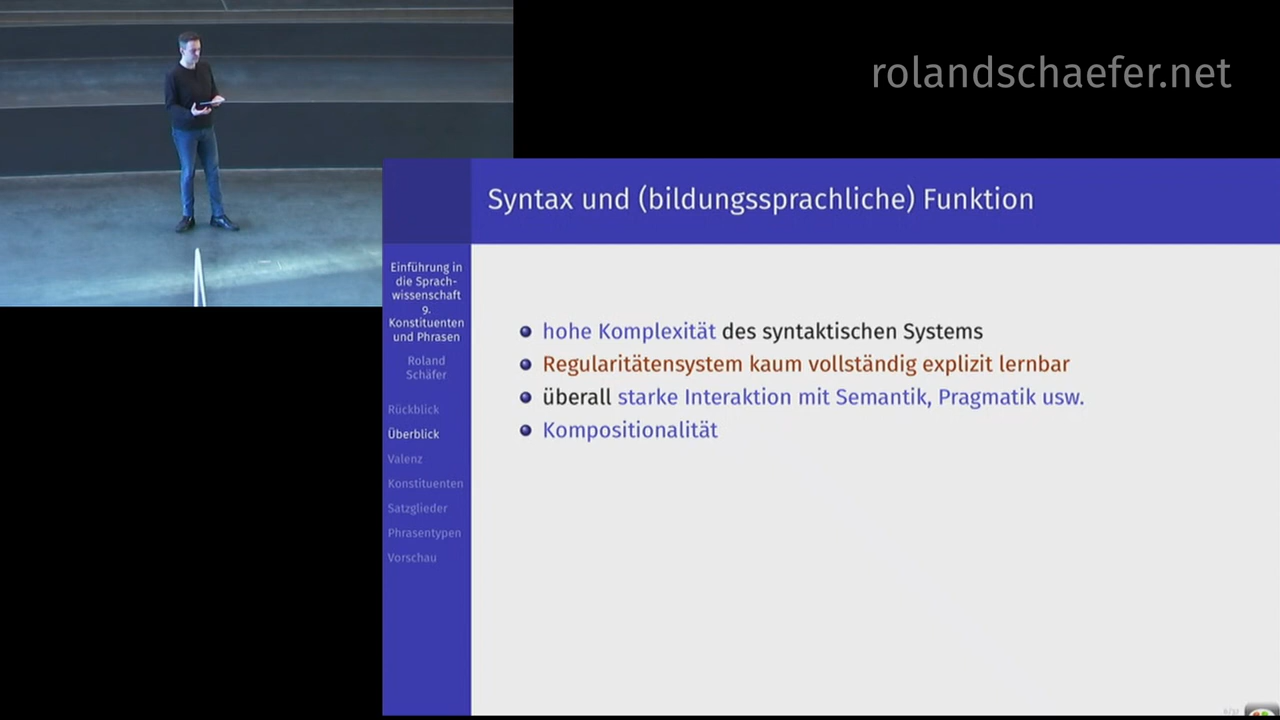 rolandschaefer.net
Syntax und (bildungssprachliche) Funktion
Einführung in
die Sprach-
wissenschaft
9.
Konstituenten
und Phrasen
Roland
Schäfer
Rückblick
Überblick
Valenz
Konstituenten
Satzglieder
Phrasentypen
Vorschau
hohe Komplexität des syntaktischen Systems
Regularitätensystem kaum vollständig explizit lernbar
überall starke Interaktion mit Semantik, Pragmatik usw.
Kompositionalität